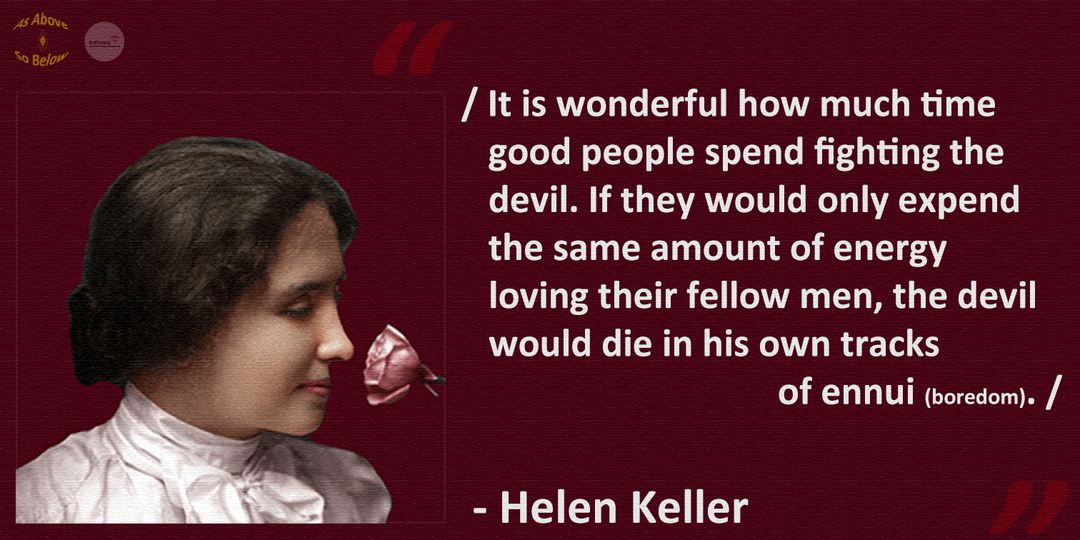 As Above
So Below
“
/ It is wonderful how much time
good people spend fighting the
devil. If they would only expend
the same amount of energy
loving their fellow men, the devil
would die in his own tracks
of ennui (boredom). /
- Helen Keller
”